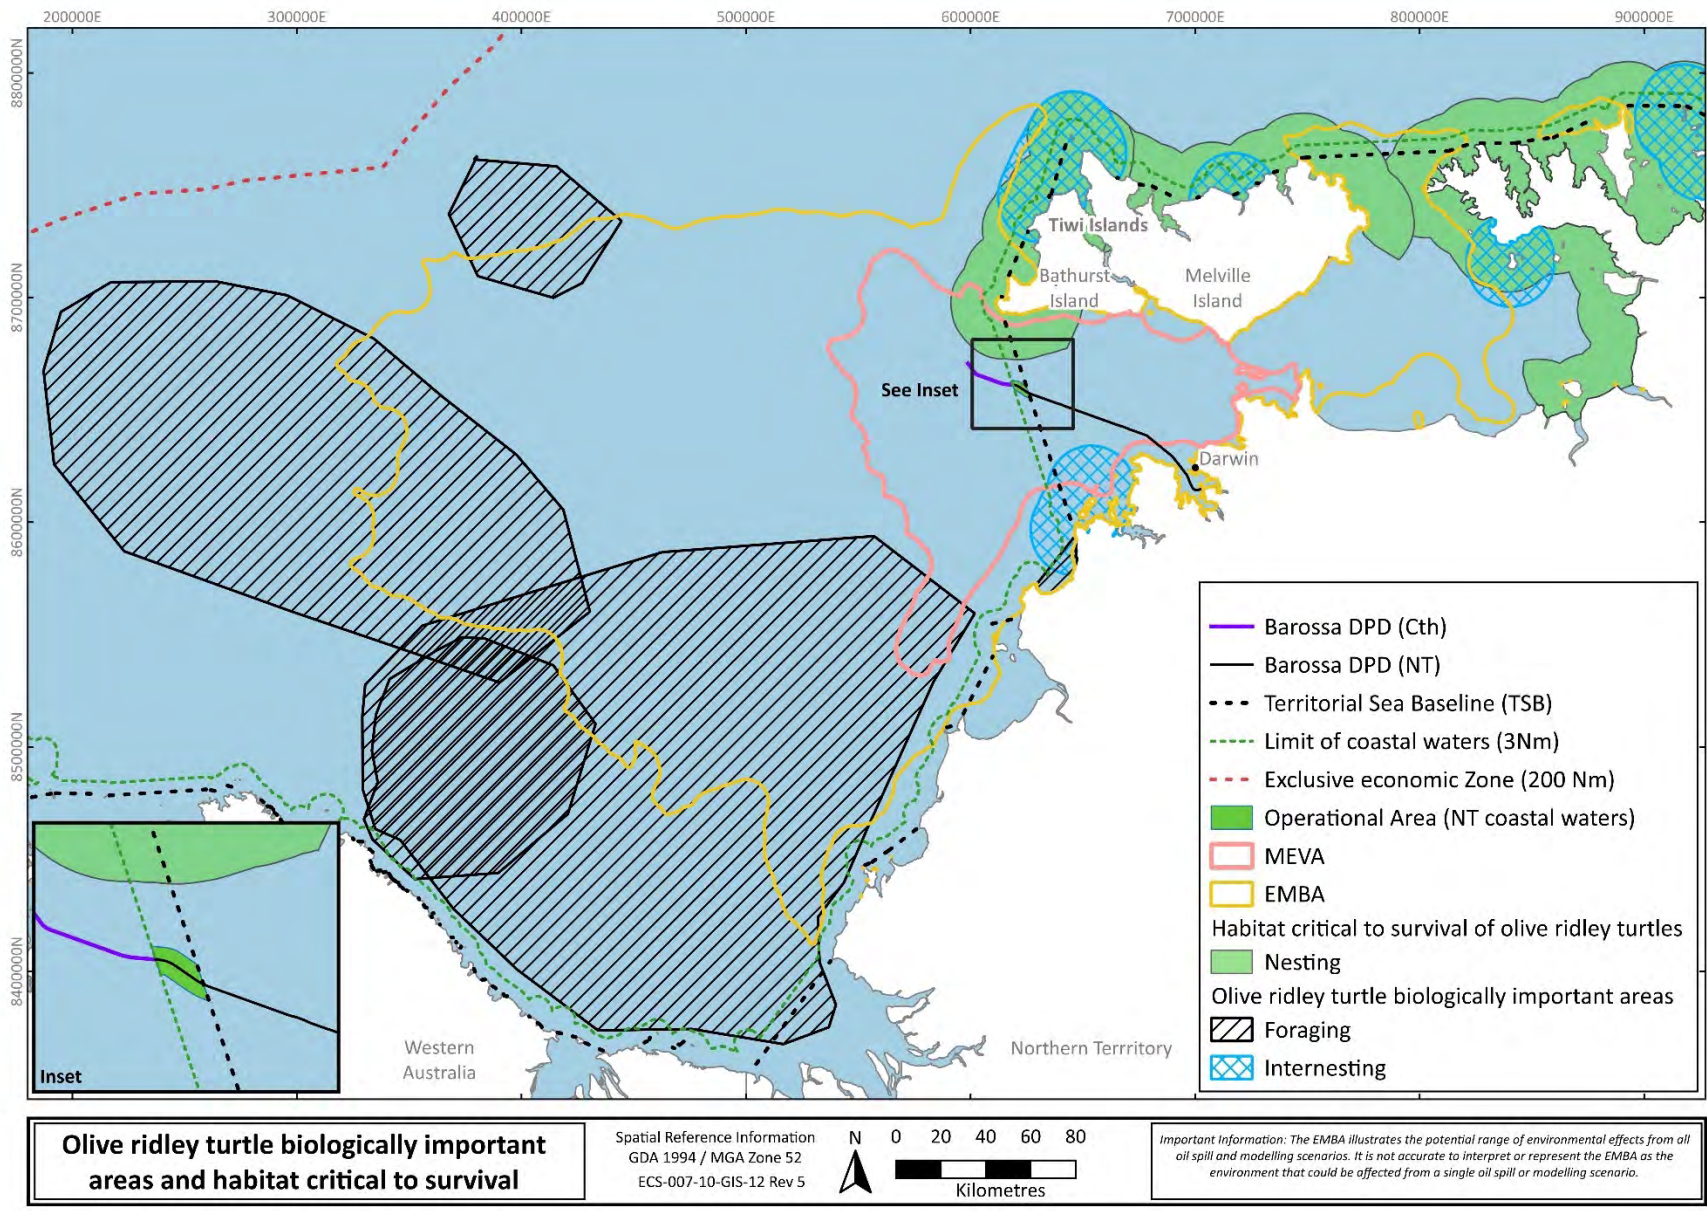 200000E
300000E
400000E
500000E
600000E
700000E
800000E
900000E
8800000N
8700000N
8600000N
8500000N
8400000N
Tiwi Islands
Bathurst
Island
Melville
Island
See Inset
Darwin
Western
Australia
Northern Terrritory
Inset
Barossa DPD (Cth)
Barossa DPD (NT)
Territorial Sea Baseline (TSB)
Limit of coastal waters (3Nm)
Exclusive economic Zone (200 Nm)
Operational Area (NT coastal waters)
MEVA
EMBA
Habitat critical to survival of olive ridley turtles
Nesting
Olive ridley turtle biologically important areas
Foraging
Internesting
Olive ridley turtle biologically important
areas and habitat critical to survival
Spatial Reference Information
GDA 1994 / MGA Zone 52
ECS-007-10-GIS-12 Rev 5
N
0 20 40 60 80
Kilometres
Important Information: The EMBA illustrates the potential range of environmental effects from all
oil spill and modelling scenarios. It is not accurate to interpret or represent the EMBA as the
environment that could be affected from a single oil spill or modelling scenario.